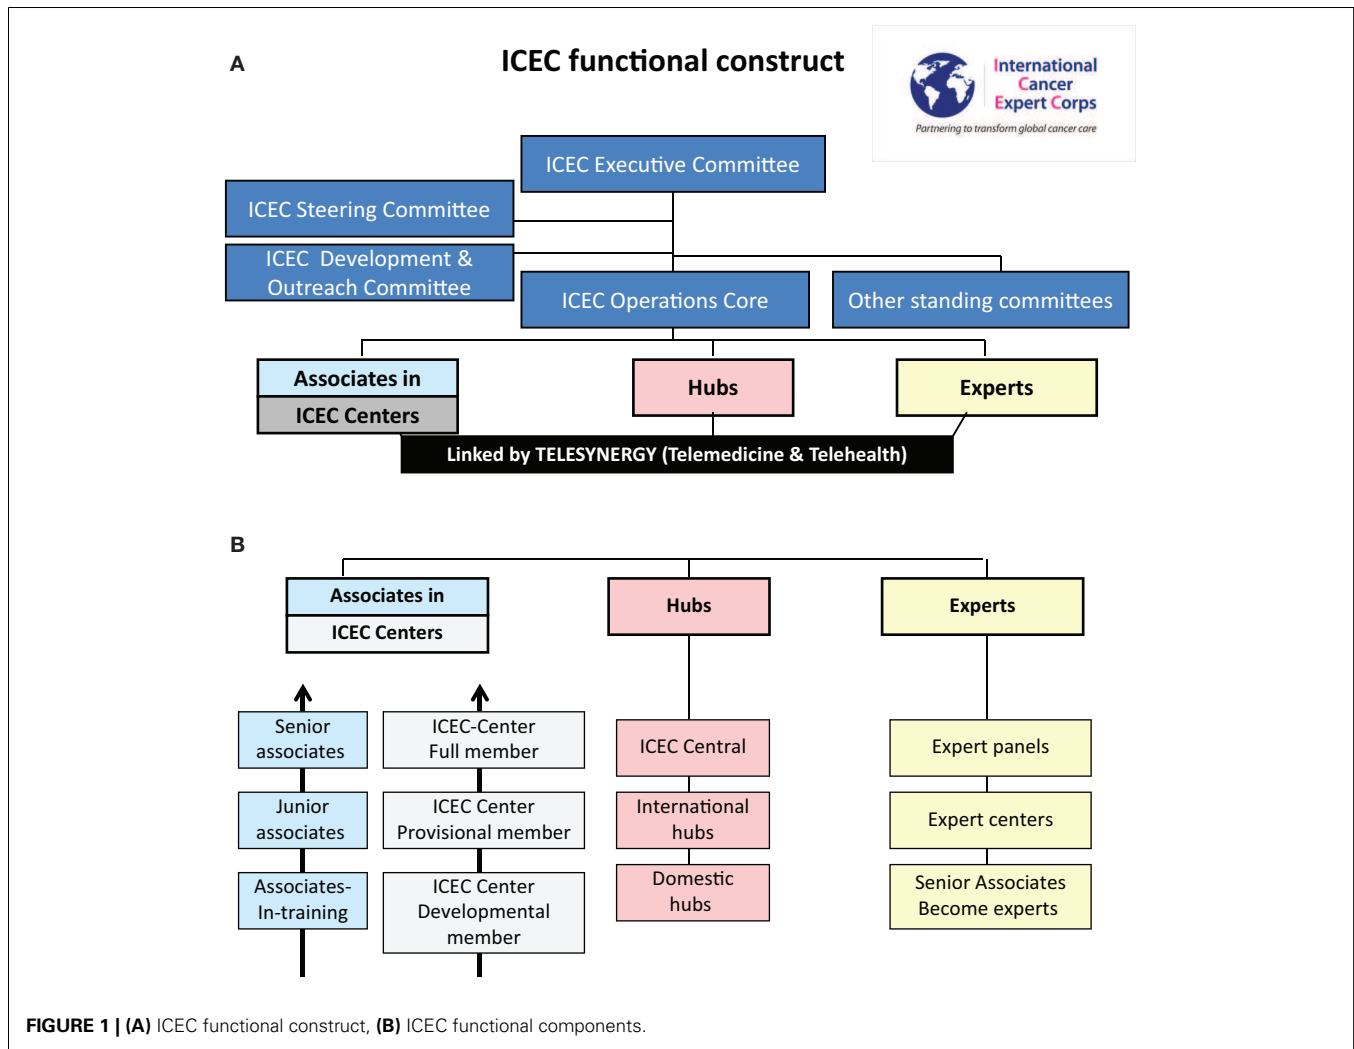 A
ICEC functional construct
International
Cancer
Expert Corps
Partnering to transform global cancer care
ICEC Executive Committee
ICEC Steering Committee
ICEC Development &
Outreach Committee
ICEC Operations Core
Other standing committees
Associates in
ICEC Centers
Hubs
Experts
Linked by TELESYNERGY (Telemedicine & Telehealth)
B
Associates in
ICEC Centers
Hubs
Experts
Senior
associates
ICEC-Center
Full member
ICEC Central
Expert panels
Junior
associates
ICEC Center
Provisional member
International
hubs
Expert centers
Associates-
In-training
ICEC Center
Developmental
member
Domestic
hubs
Senior Associates
Become experts
FIGURE 1 | (A) ICEC functional construct, (B) ICEC functional components.